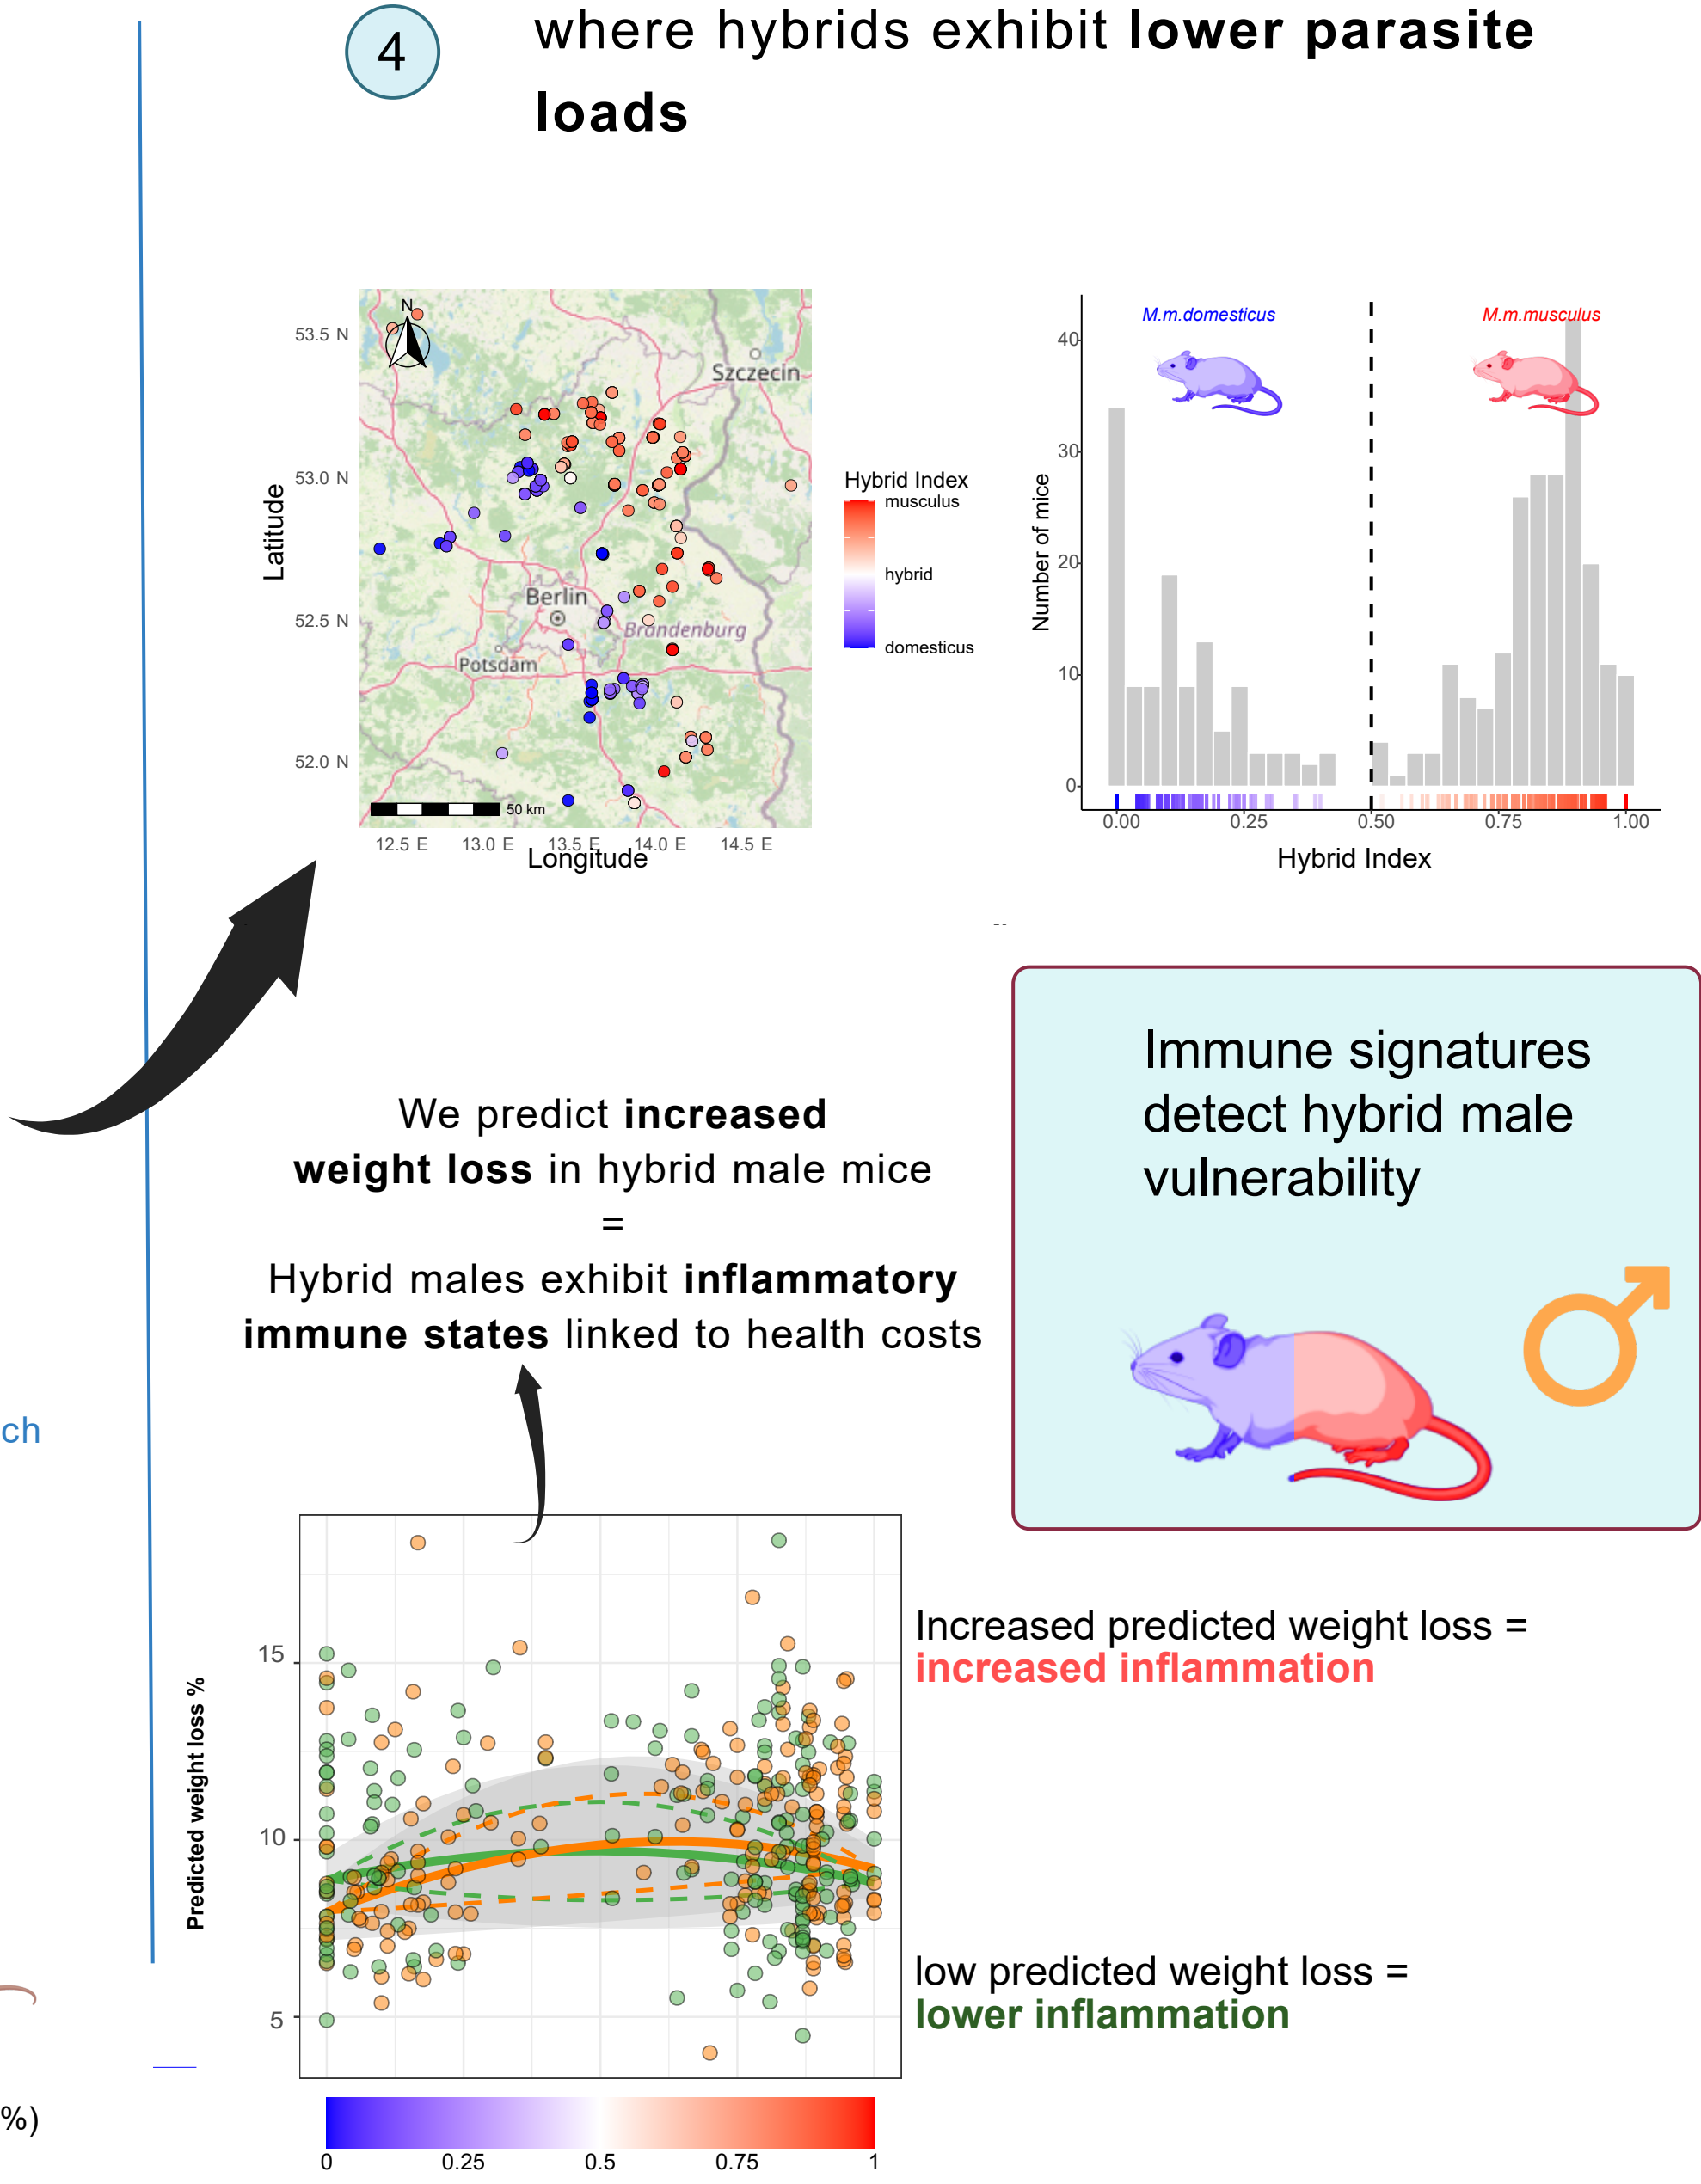 4
where hybrids exhibit lower parasite
loads
N
53.5 N
53.0 N
52.5 N
52.0 N
Latitude
Szczecin
Berlin
Brandenburg
Potsdam
50 km
12.5 E
13.0 E
13.5 E
14.0 E
14.5 E
Longitude
Hybrid Index
musculus
hybrid
domesticus
M.m.domesticus
M.m.musculus
Number of mice
40
30
20
10
0
0.00
0.25
0.50
0.75
1.00
Hybrid Index
We predict increased
weight loss in hybrid male mice
=
Hybrid males exhibit inflammatory
immune states linked to health costs
Immune signatures
detect hybrid male
vulnerability
ch
Predicted weight loss %
15
10
5
Increased predicted weight loss =
increased inflammation
low predicted weight loss =
lower inflammation
%)
0
0.25
0.5
0.75
1